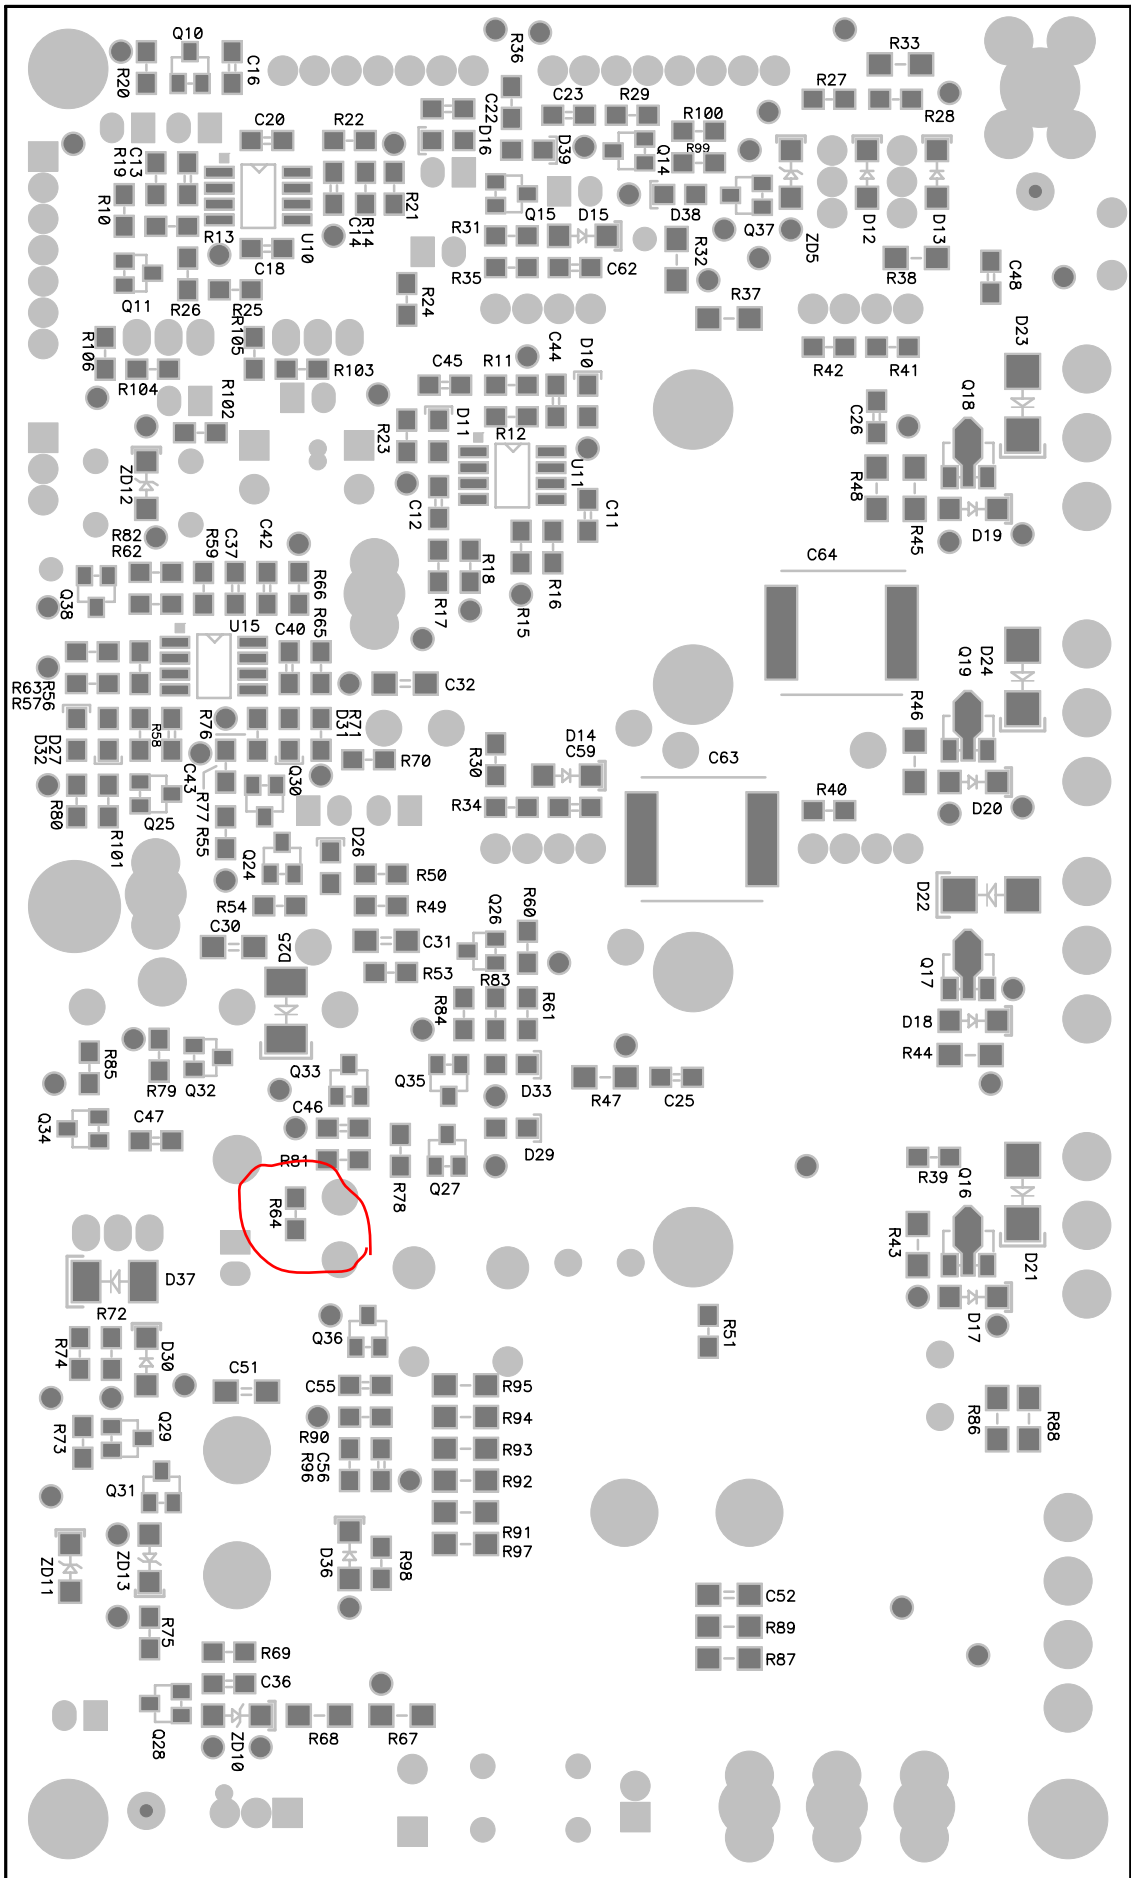 Q10
R36
R33
R20
C16
R27
R28
C22
C23
R29
R100
C20
R22
D16
D39
Q14
R99
R19
C13
R10
R13
U10
C14
R14
R21
R31
Q15
D15
D38
R32
Q37
ZD5
D12
D13
C18
R35
C62
R38
C48
Q11
R26
R25
R24
R37
R106
R105
C44
D10
D23
R104
R103
C45
R11
R42
R41
R102
R23
D11
R12
C26
Q18
ZD12
U11
R48
R45
C12
C11
D19
R82
R62
R59
C37
C42
R66
R18
R16
C64
Q38
R17
R15
U15
C40
R65
D24
Q19
R63
R57
R56
C32
R46
D27
D32
R58
R76
D31
R71
R70
R30
D14
C59
C63
C43
Q30
R80
R101
Q25
R77
R55
R34
R40
D20
Q24
D26
R50
D22
R54
R49
Q26
R60
C30
D25
C31
Q17
R53
R83
R84
R61
D18
R44
R85
R79
Q32
Q33
Q35
D33
R47
C25
Q34
C47
C46
D29
R81
R78
Q27
R39
Q16
R64
R43
D21
D37
R72
D17
R74
D30
Q36
R51
C51
C55
R95
R73
Q29
R90
R94
R86
R88
R96
C56
R93
Q31
R92
R91
ZD11
ZD13
D36
R98
R97
C52
R75
R89
R69
R87
C36
Q28
ZD10
R68
R67